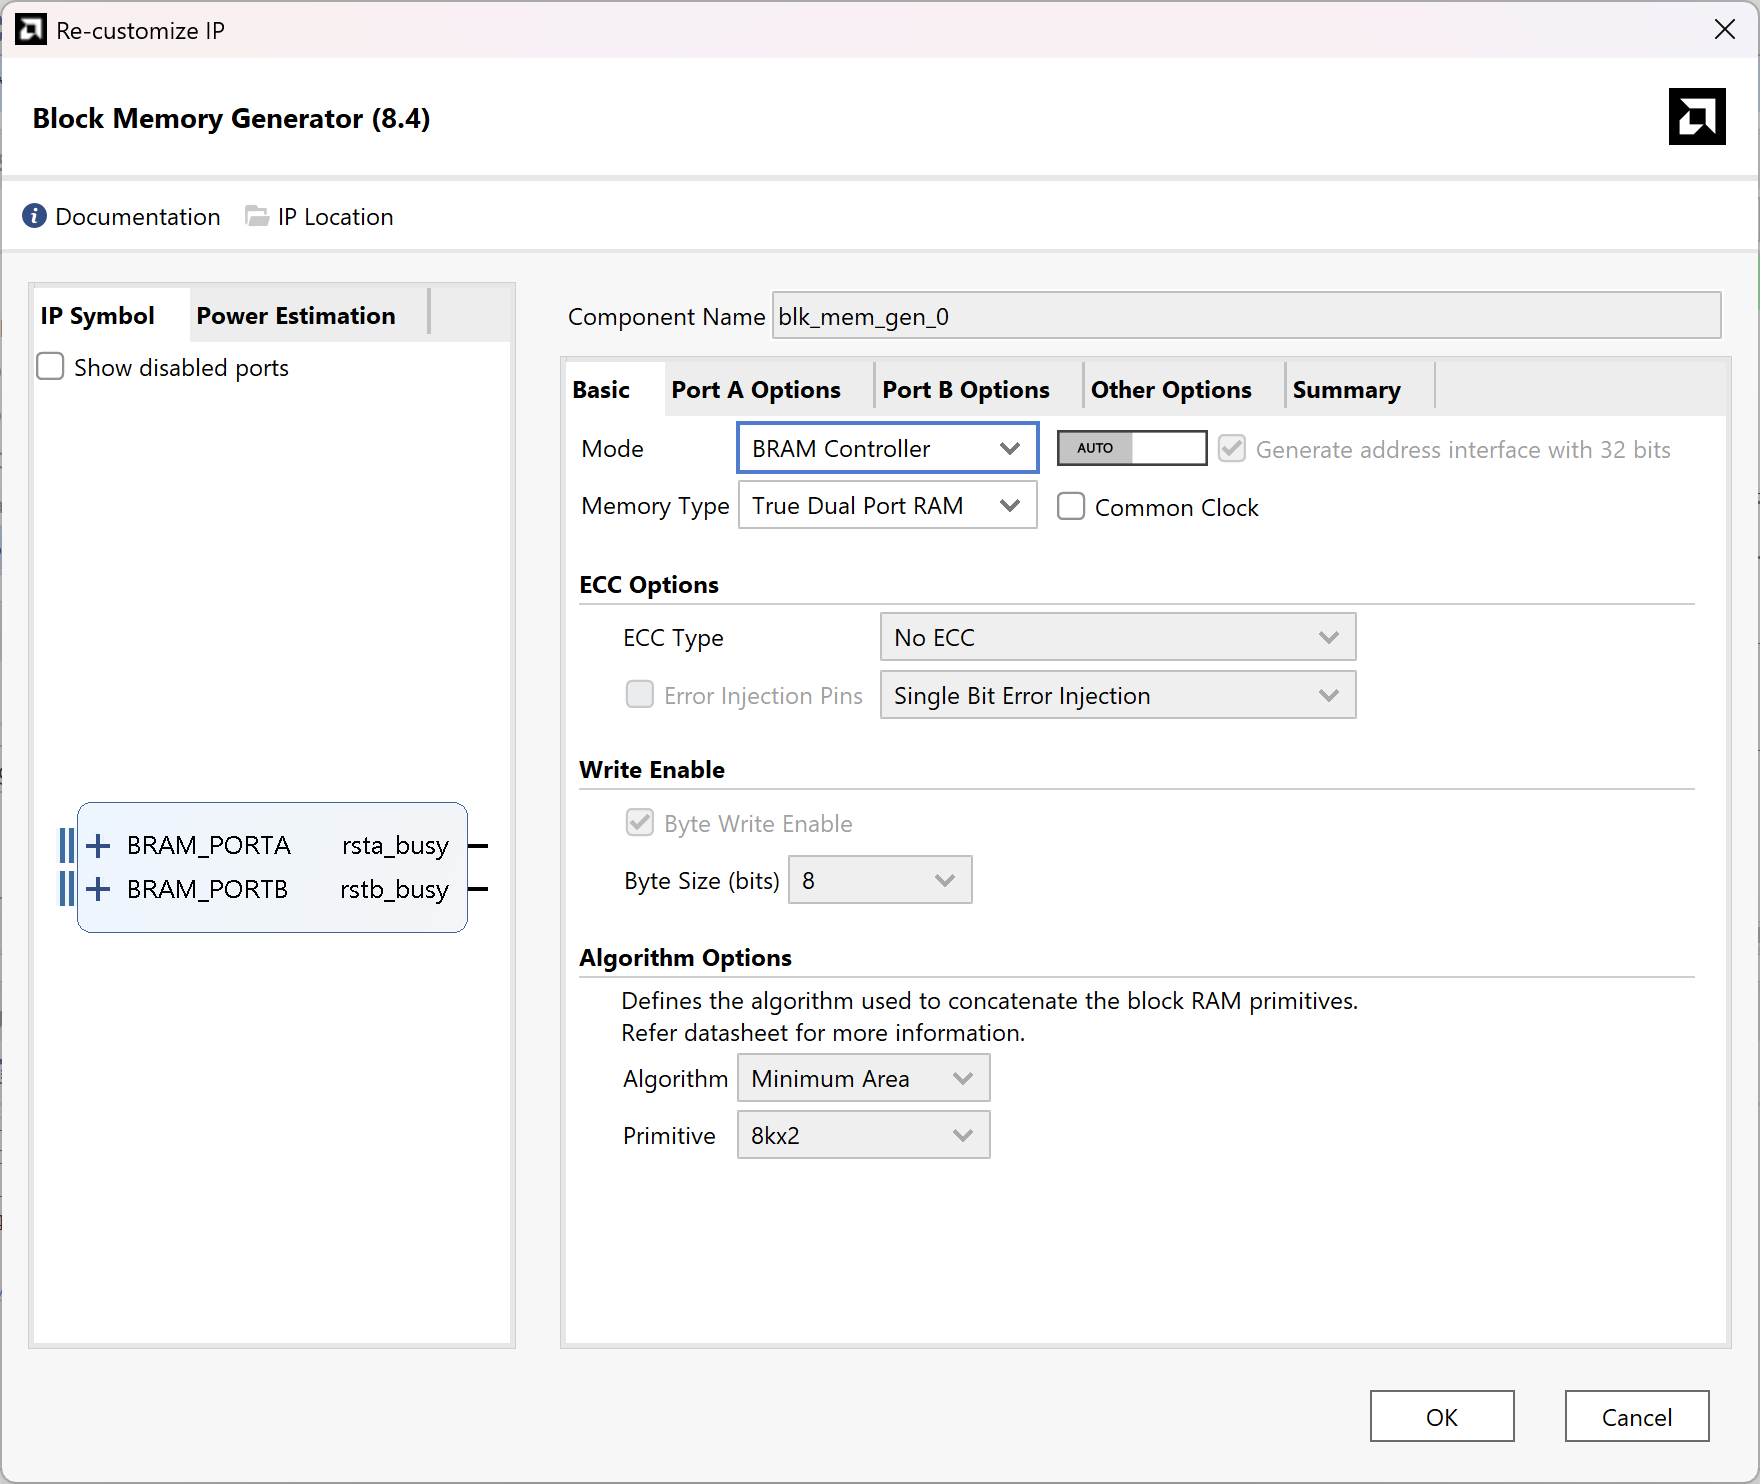 Re-customize IP
Block Memory Generator (8.4)
Documentation IP Location
IP Symbol Power Estimation
Show disabled ports
BRAM_PORTA rsta_busy
BRAM_PORTB rstb_busy
Component Name blk_mem_gen_0
Basic Port A Options Port B Options Other Options Summary
Mode BRAM Controller AUTO Generate address interface with 32 bits
Memory Type True Dual Port RAM Common Clock
ECC Options
ECC Type No ECC
Error Injection Pins Single Bit Error Injection
Write Enable
Byte Write Enable
Byte Size (bits) 8
Algorithm Options
Defines the algorithm used to concatenate the block RAM primitives.
Refer datasheet for more information.
Algorithm Minimum Area
Primitive 8kx2
OK Cancel